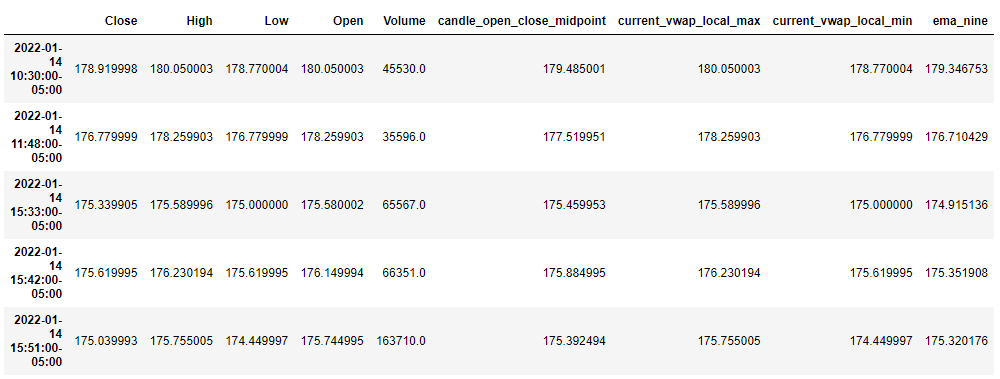 Close High Low Open Volume candle_open_close_midpoint current_vwap_local_max current_vwap_local_min ema_nine
2022-01-
14
10:30:00-
05:00 178.919998 180.050003 178.770004 180.050003 45530.0 179.485001 180.050003 178.770004 179.346753
2022-01-
14
11:48:00-
05:00 176.779999 178.259903 176.779999 178.259903 35596.0 177.519951 178.259903 176.779999 176.710429
2022-01-
14
15:33:00-
05:00 175.339905 175.589996 175.000000 175.580002 65567.0 175.459953 175.589996 175.000000 174.915136
2022-01-
14
15:42:00-
05:00 175.619995 176.230194 175.619995 176.149994 66351.0 175.884995 176.230194 175.619995 175.351908
2022-01-
14
15:51:00-
05:00 175.039993 175.755005 174.449997 175.744995 163710.0 175.392494 175.755005 174.449997 175.320176